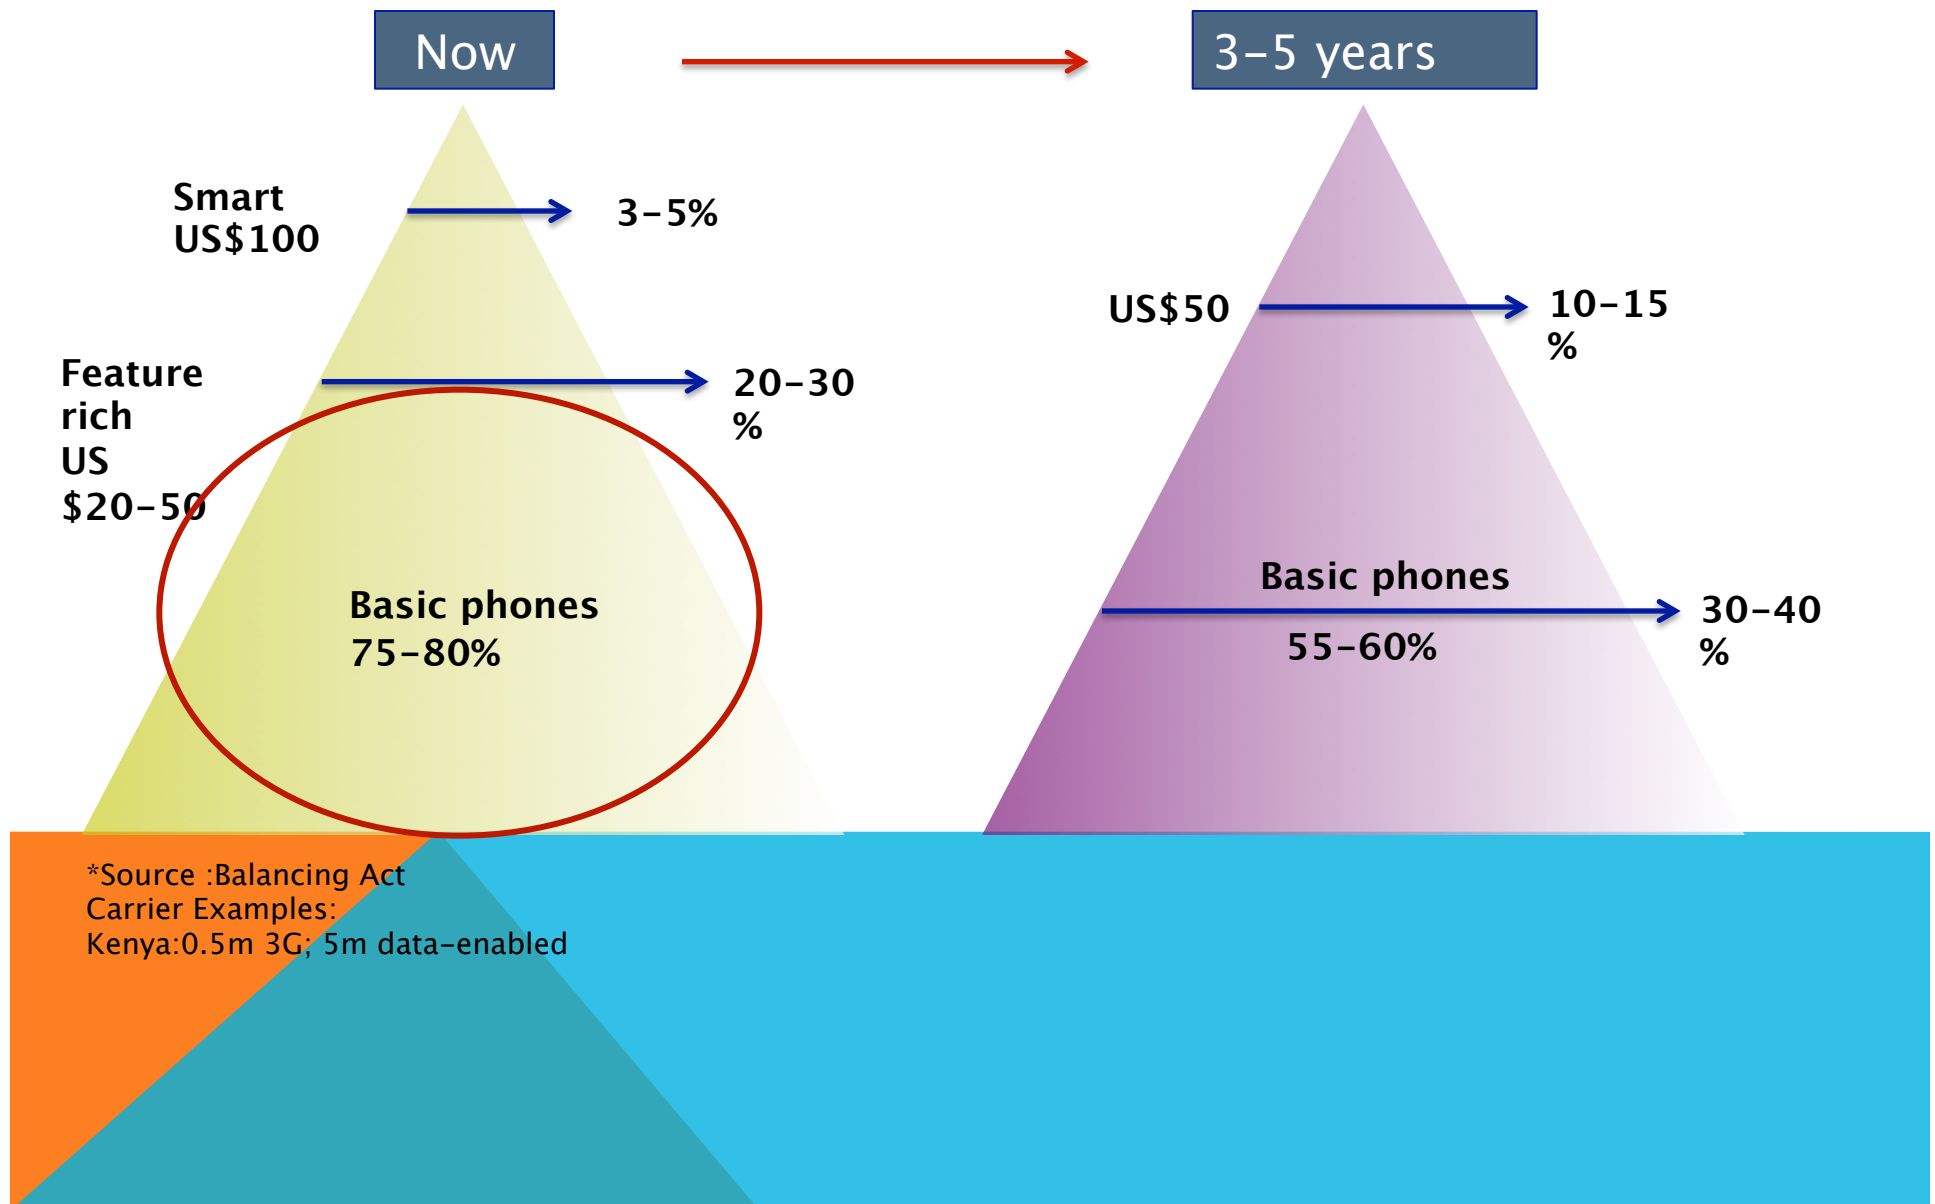 Now
3–5 years
Smart
US$100
3–5%
Feature
rich
US
$20–50
20–30
%
Basic phones
75–80%
US$50
10–15
%
Basic phones
55–60%
30–40
%
*Source :Balancing Act
Carrier Examples:
Kenya:0.5m 3G; 5m data–enabled